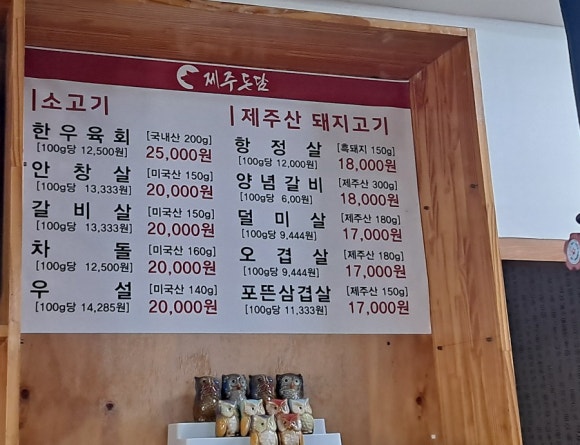 제주돈담
소고기
한우육회 [국내산 200g]
[100g당 12,500원] 25,000원
안창살 [미국산 150g]
[100g당 13,333원] 20,000원
갈비살 [미국산 150g]
[100g당 13,333원] 20,000원
차돌 [미국산 160g]
[100g당 12,500원] 20,000원
우설 [미국산 140g]
[100g당 14,285원] 20,000원
제주산 돼지고기
항정살 [흑돼지 150g]
[100g당 12,000원] 18,000원
양념갈비 [제주산 300g]
[100g당 6,00원] 18,000원
덜미살 [제주산 180g]
[100g당 9,444원] 17,000원
오겹살 [제주산 180g]
[100g당 9,444원] 17,000원
포뜬삼겹살 [제주산 150g]
[100g당 11,333원] 17,000원